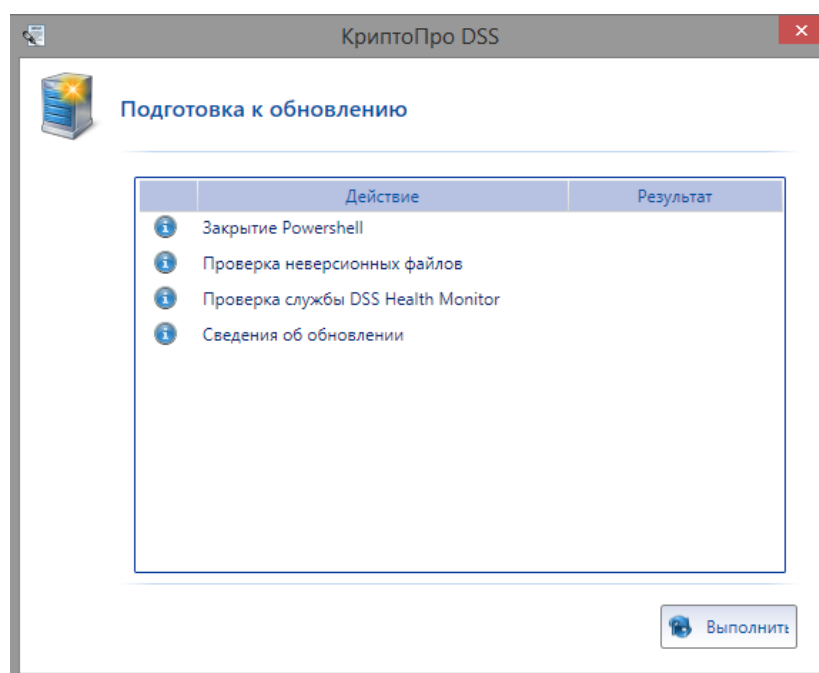 КриптоПро DSS
Подготовка к обновлению
Действие Результат
Закрытие Powershell
Проверка неверсионных файлов
Проверка службы DSS Health Monitor
Сведения об обновлении
Выполнить